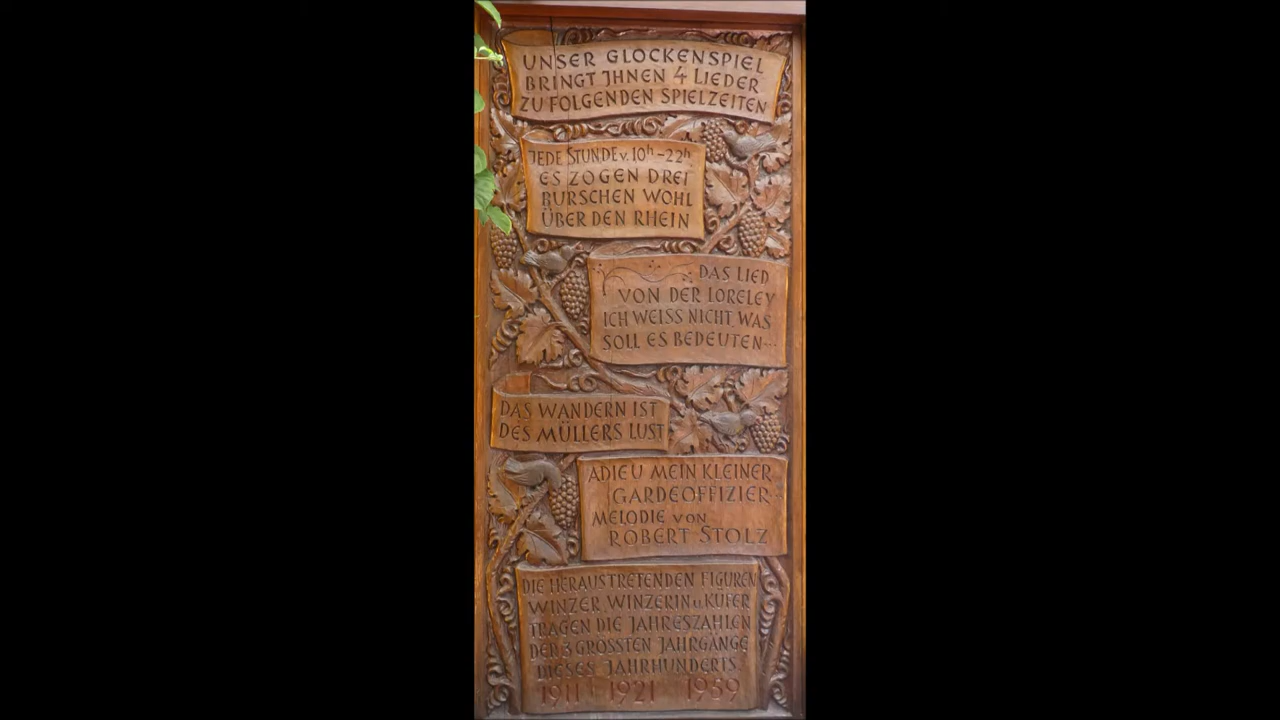 UNSER GLOCKENSPIEL
BRINGT JHNEN 4 LIEDER
ZU FOLGENDEN SPIELZEITEN
JEDE STUNDE v. 10h – 22h
ES ZOGEN DREI
BURSCHEN WOHL
ÜBER DEN RHEIN
DAS LIED
VON DER LORELEY
ICH WEISS NICHT, WAS
SOLL ES BEDEUTEN...
DAS WANDERN IST
DES MÜLLERS LUST
ADIEU MEIN KLEINER
GARDEOFFIZIER
MELODIE VON
ROBERT STOLZ
DIE HERAUSTRETENDEN FIGUREN
WINZER, WINZERIN u. KÜFER
TRAGEN DIE JAHRESZAHLEN
DER 3 GRÖSSTEN JAHRGÄNGE
DIESES JAHRHUNDERTS.
1911 1921 1959